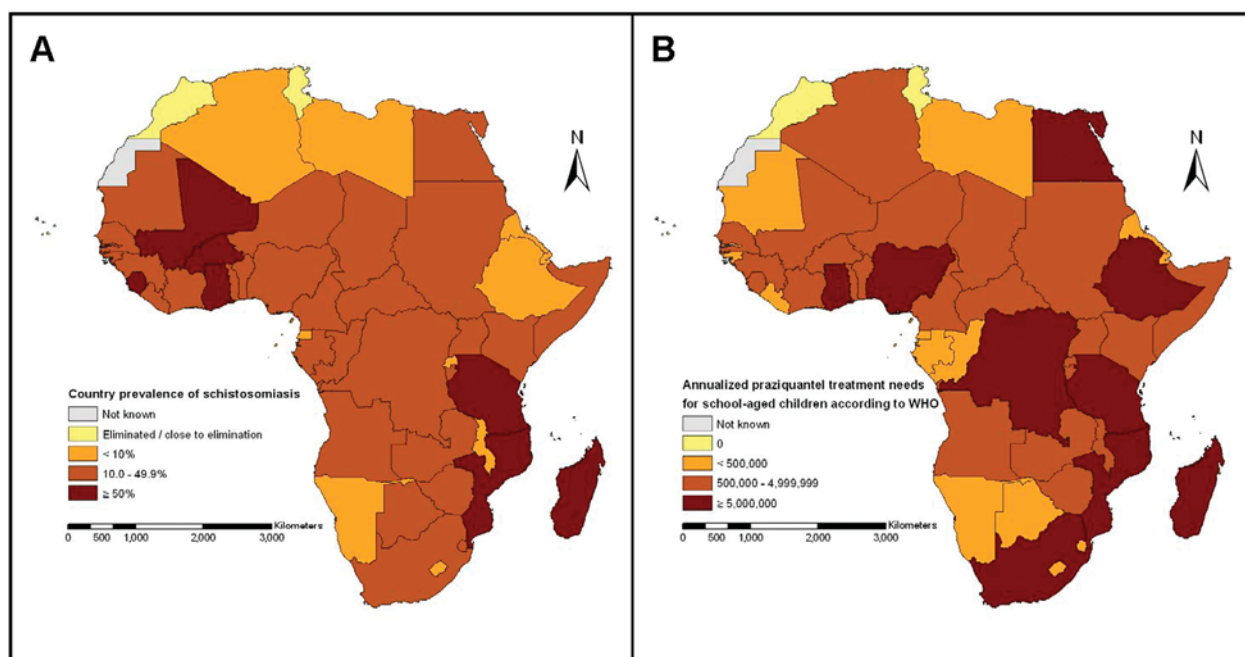 A
N
Country prevalence of schistosomiasis
Not known
Eliminated / close to elimination
< 10%
10.0 - 49.9%
≥ 50%
Kilometers
0 500 1,000 2,000 3,000
B
N
Annualized praziquantel treatment needs
for school-aged children according to WHO
Not known
0
< 500,000
500,000 - 4,999,999
≥ 5,000,000
Kilometers
0 500 1,000 2,000 3,000